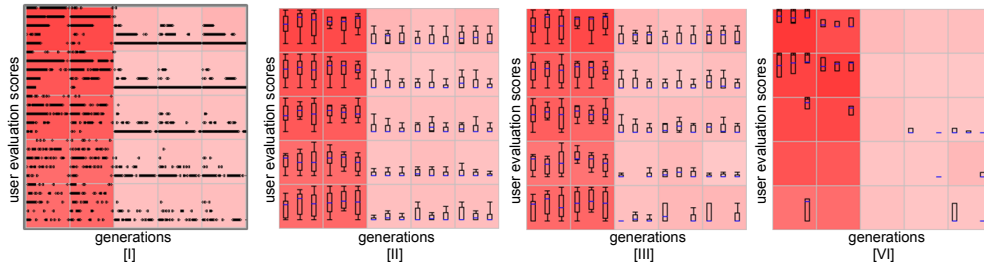 user evaluation scores
generations
[I]
user evaluation scores
generations
[II]
user evaluation scores
generations
[III]
user evaluation scores
generations
[VI]